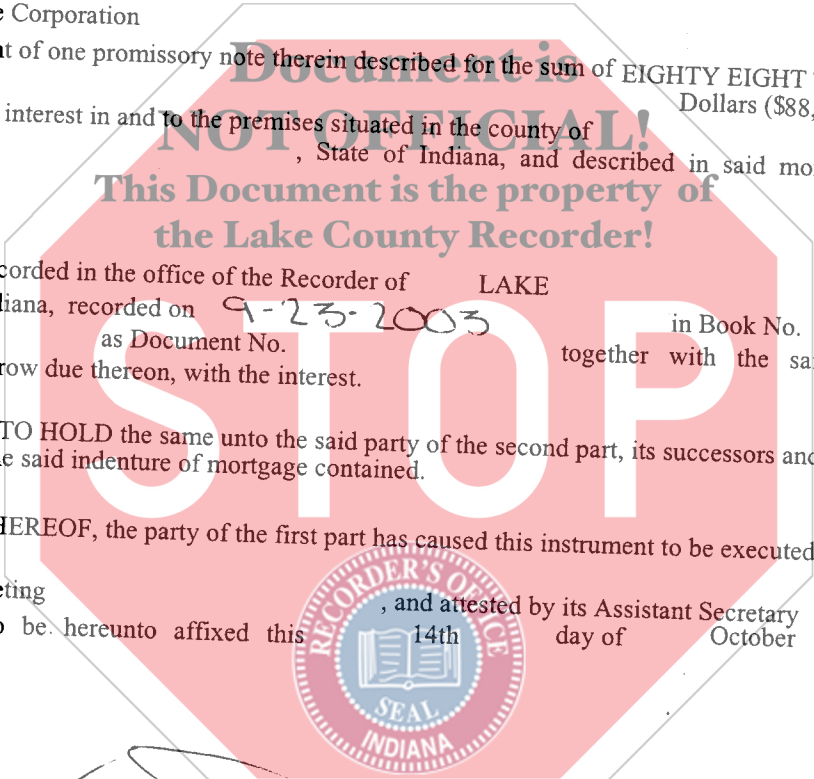 e Corporation
Document is
nt of one promissory note therein described for the sum of EIGHTY EIGHT
Dollars ($88,
NOT OFFICIAL!
interest in and to the premises situated in the county of
, State of Indiana, and described in said mo
This Document is the property of
the Lake County Recorder!
corded in the office of the Recorder of LAKE
diana, recorded on 9-23-2003 in Book No.
as Document No. together with the sa
row due thereon, with the interest.
STOP
TO HOLD the same unto the said party of the second part, its successors and
e said indenture of mortgage contained.
HEREOF, the party of the first part has caused this instrument to be executed
eting , and attested by its Assistant Secretary
o be hereunto affixed this 14th day of October
RECORDER'S OFFICE
SEAL
INDIANA